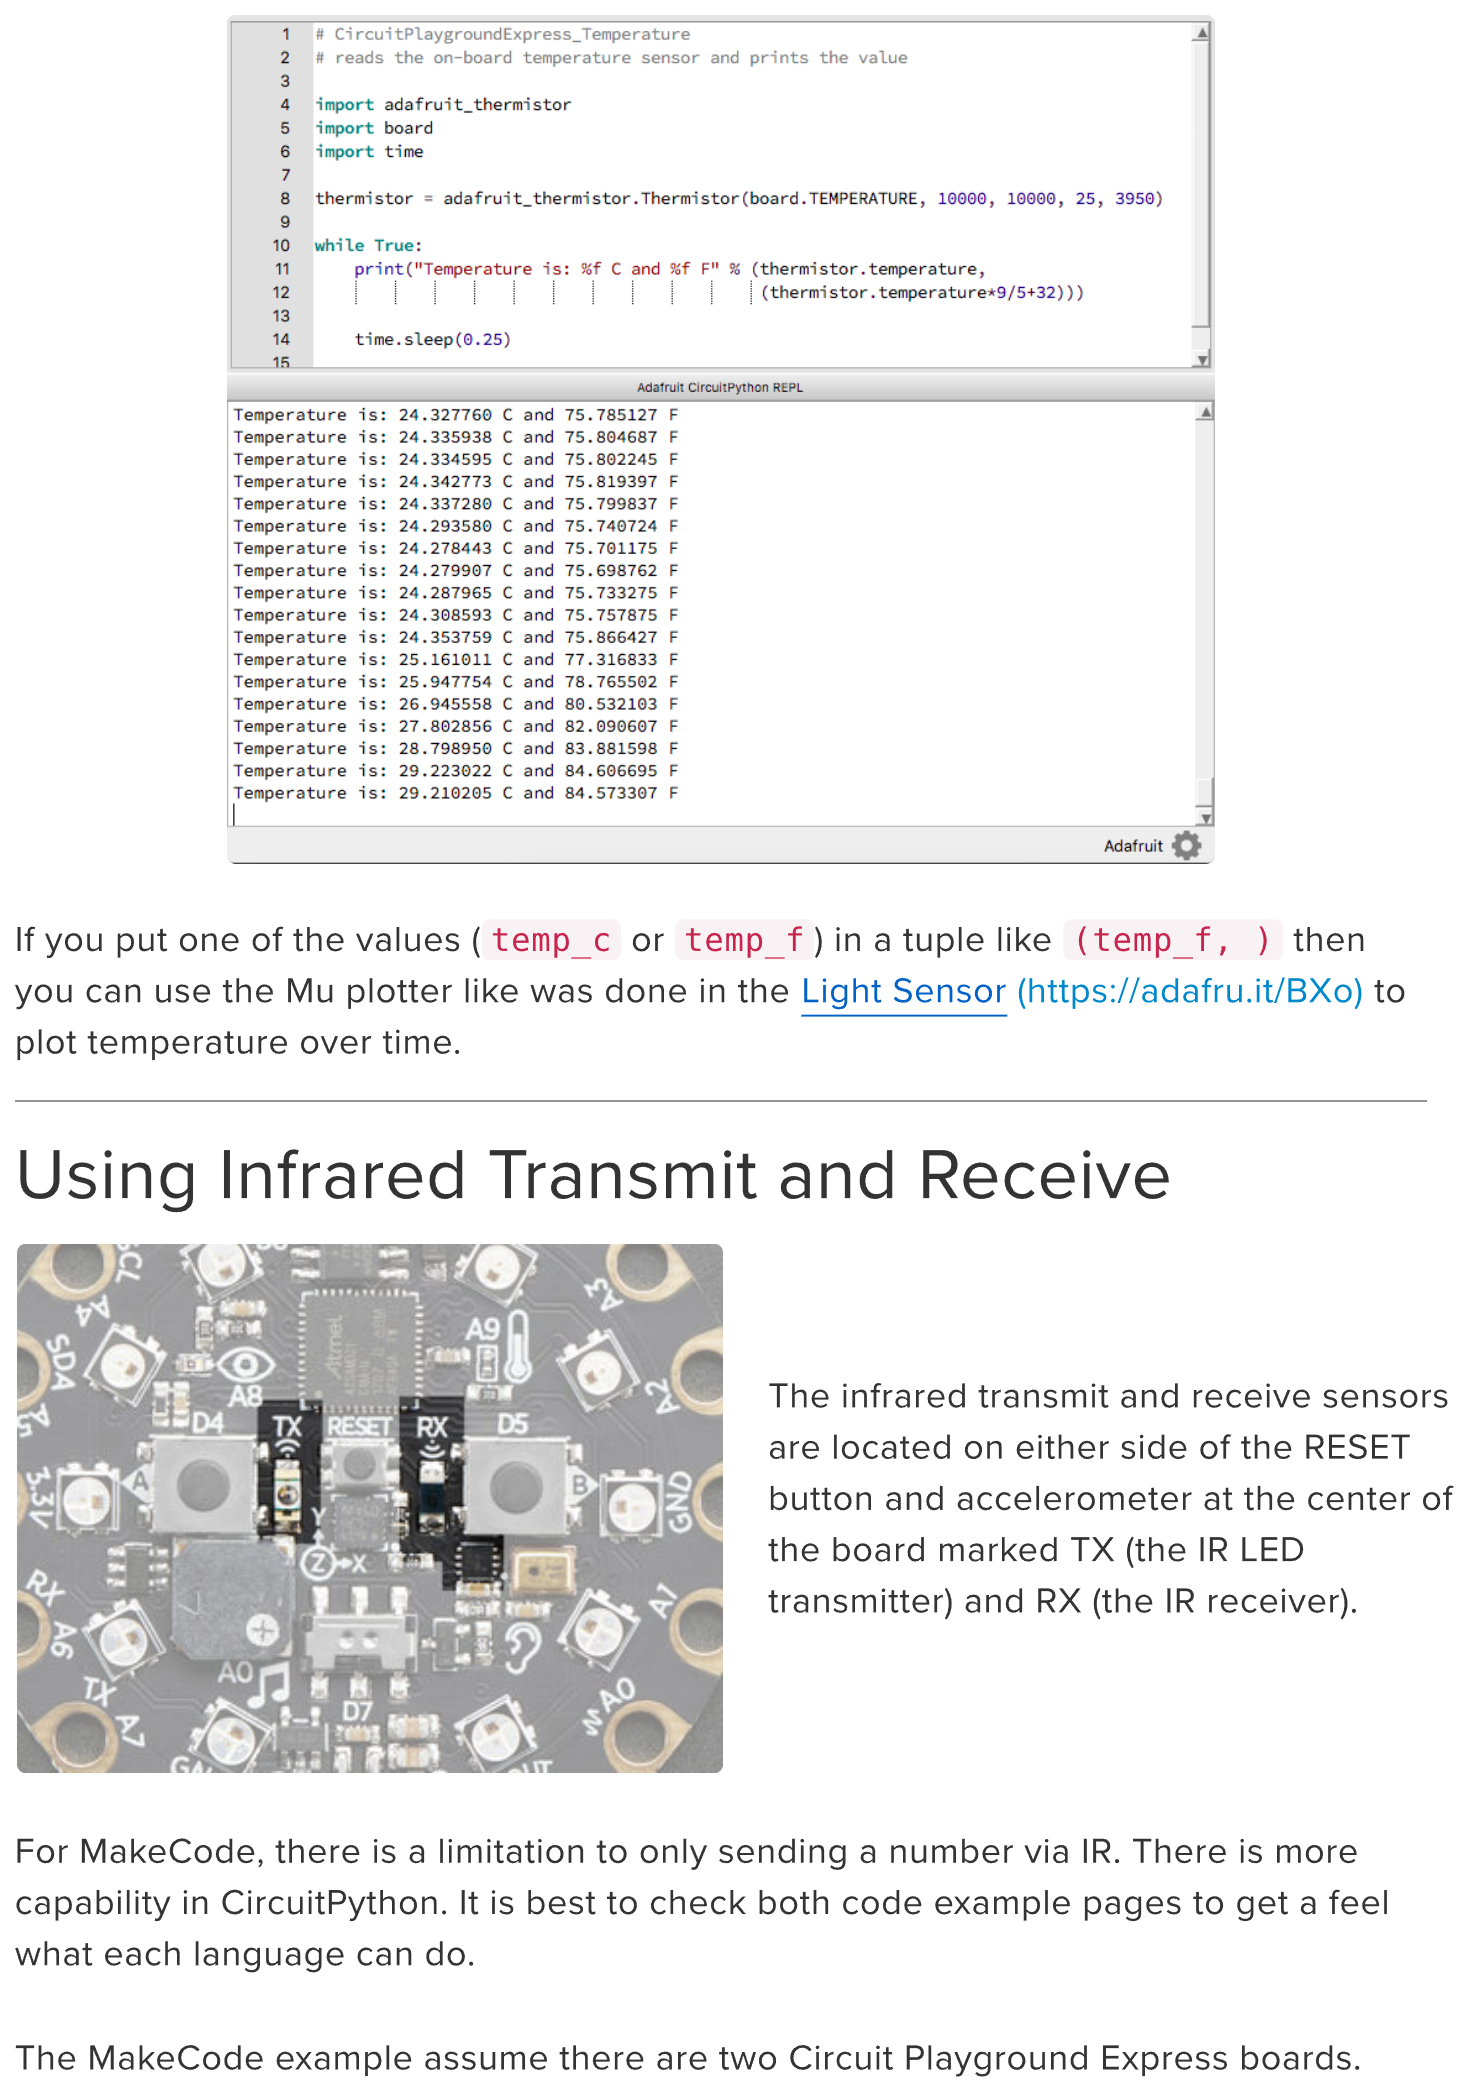 1 # CircuitPlaygroundExpress_Temperature
2 # reads the on-board temperature sensor and prints the value
3
4 import adafruit_thermistor
5 import board
6 import time
7
8 thermistor = adafruit_thermistor.Thermistor(board.TEMPERATURE, 10000, 10000, 25, 3950)
9
10 while True:
11 print("Temperature is: %f C and %f F" % (thermistor.temperature,
12 (thermistor.temperature*9/5+32)))
13
14 time.sleep(0.25)
15
Adafruit CircuitPython REPL
Temperature is: 24.327760 C and 75.785127 F
Temperature is: 24.335938 C and 75.804687 F
Temperature is: 24.334595 C and 75.802245 F
Temperature is: 24.342773 C and 75.819397 F
Temperature is: 24.337280 C and 75.799837 F
Temperature is: 24.293580 C and 75.740724 F
Temperature is: 24.278443 C and 75.701175 F
Temperature is: 24.279907 C and 75.698762 F
Temperature is: 24.287965 C and 75.733275 F
Temperature is: 24.308593 C and 75.757875 F
Temperature is: 24.353759 C and 75.866427 F
Temperature is: 25.161011 C and 77.316833 F
Temperature is: 25.947754 C and 78.765502 F
Temperature is: 26.945558 C and 80.532103 F
Temperature is: 27.802856 C and 82.090607 F
Temperature is: 28.798950 C and 83.881598 F
Temperature is: 29.223022 C and 84.606695 F
Temperature is: 29.210205 C and 84.573307 F
Adafruit
If you put one of the values (temp_c or temp_f) in a tuple like (temp_f, ) then
you can use the Mu plotter like was done in the Light Sensor (https://adafru.it/BXo) to
plot temperature over time.
Using Infrared Transmit and Receive
SCL
A4
SDA
A5
3.3V
RX
A6
TX
A7
A8
D4
A
TX
RESET
RX
D5
B
A9
Atmel
A3
A2
GND
A1
A0
Y
Z
X
A0
D7
The infrared transmit and receive sensors
are located on either side of the RESET
button and accelerometer at the center of
the board marked TX (the IR LED
transmitter) and RX (the IR receiver).
For MakeCode, there is a limitation to only sending a number via IR. There is more
capability in CircuitPython. It is best to check both code example pages to get a feel
what each language can do.
The MakeCode example assume there are two Circuit Playground Express boards.